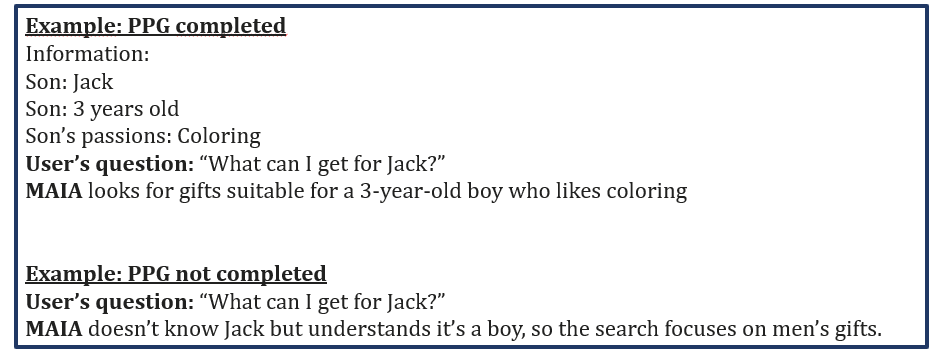 Example: PPG completed
Information:
Son: Jack
Son: 3 years old
Son’s passions: Coloring
User’s question: “What can I get for Jack?”
MAIA looks for gifts suitable for a 3-year-old boy who likes coloring
Example: PPG not completed
User’s question: “What can I get for Jack?”
MAIA doesn’t know Jack but understands it’s a boy, so the search focuses on men’s gifts.